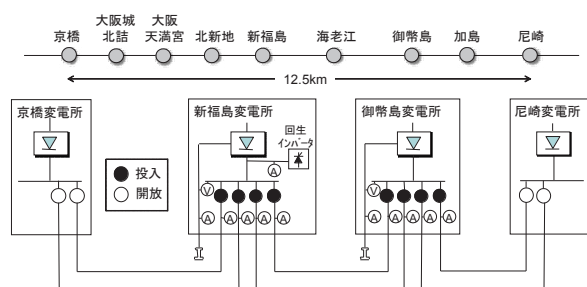 京橋
大阪城
北詰
大阪
天満宮
北新地
新福島
海老江
御幣島
加島
尼崎
12.5km
京橋変電所
新福島変電所
御幣島変電所
尼崎変電所
回生
インバータ
投入
開放
A
V
V
A
A
A
A
A
A
A
A
A